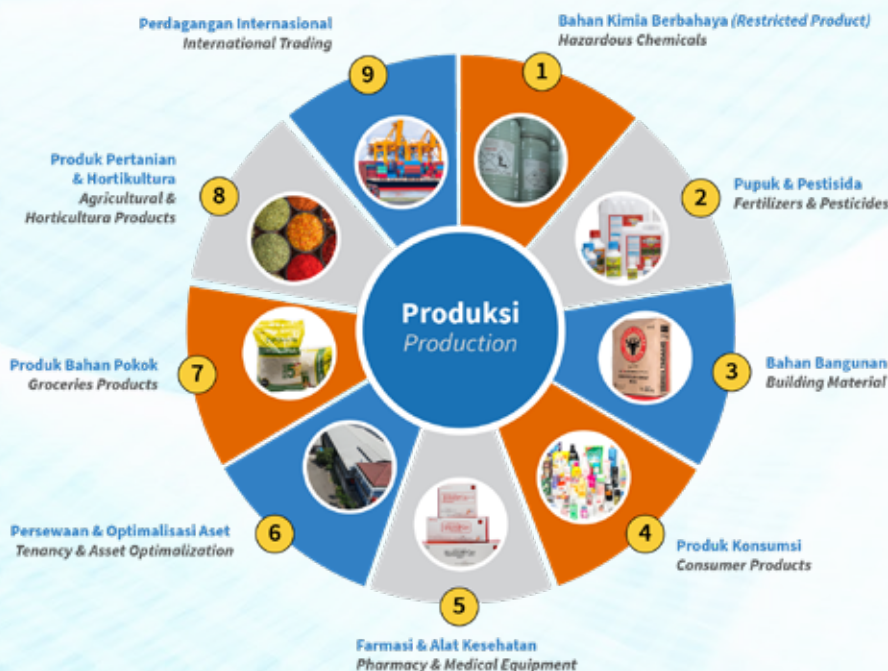 Perdagangan Internasional
International Trading
9
Bahan Kimia Berbahaya (Restricted Product)
Hazardous Chemicals
1
Produk Pertanian
& Hortikultura
Agricultural &
Horticultura Products
8
2
Pupuk & Pestisida
Fertilizers & Pesticides
Produksi
Production
Produk Bahan Pokok
Groceries Products
7
3
Bahan Bangunan
Building Material
Persewaan & Optimalisasi Aset
Tenancy & Asset Optimalization
6
4
Produk Konsumsi
Consumer Products
5
Farmasi & Alat Kesehatan
Pharmacy & Medical Equipment